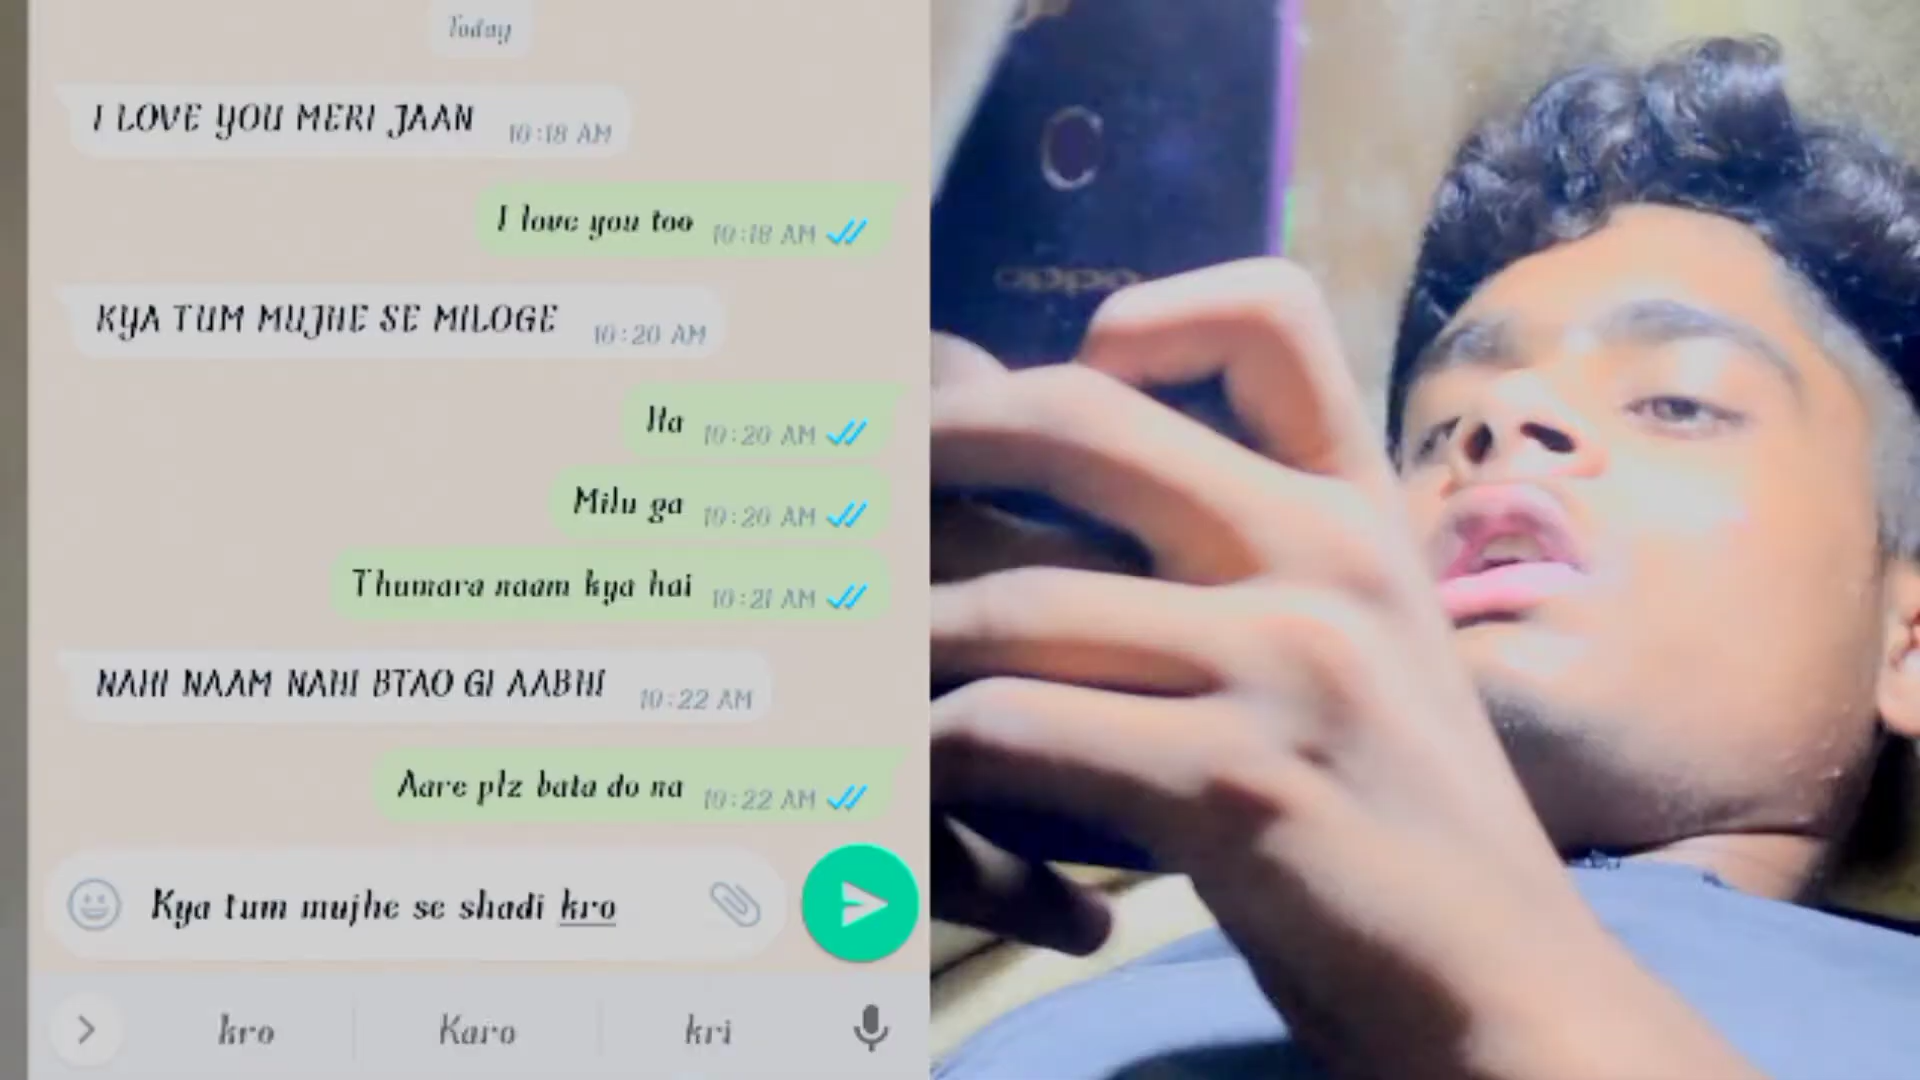 Today
I LOVE YOU MERI JAAN 10:18 AM
I love you too 10:18 AM
KYA TUM MUJHE SE MILOGE 10:20 AM
Ha 10:20 AM
Milu ga 10:20 AM
Thumara naam kya hai 10:21 AM
NAHI NAAM NAHI BTAO GI AABHI 10:22 AM
Aare plz bata do na 10:22 AM
Kya tum mujhe se shadi kro
kro Karo kri
oppo